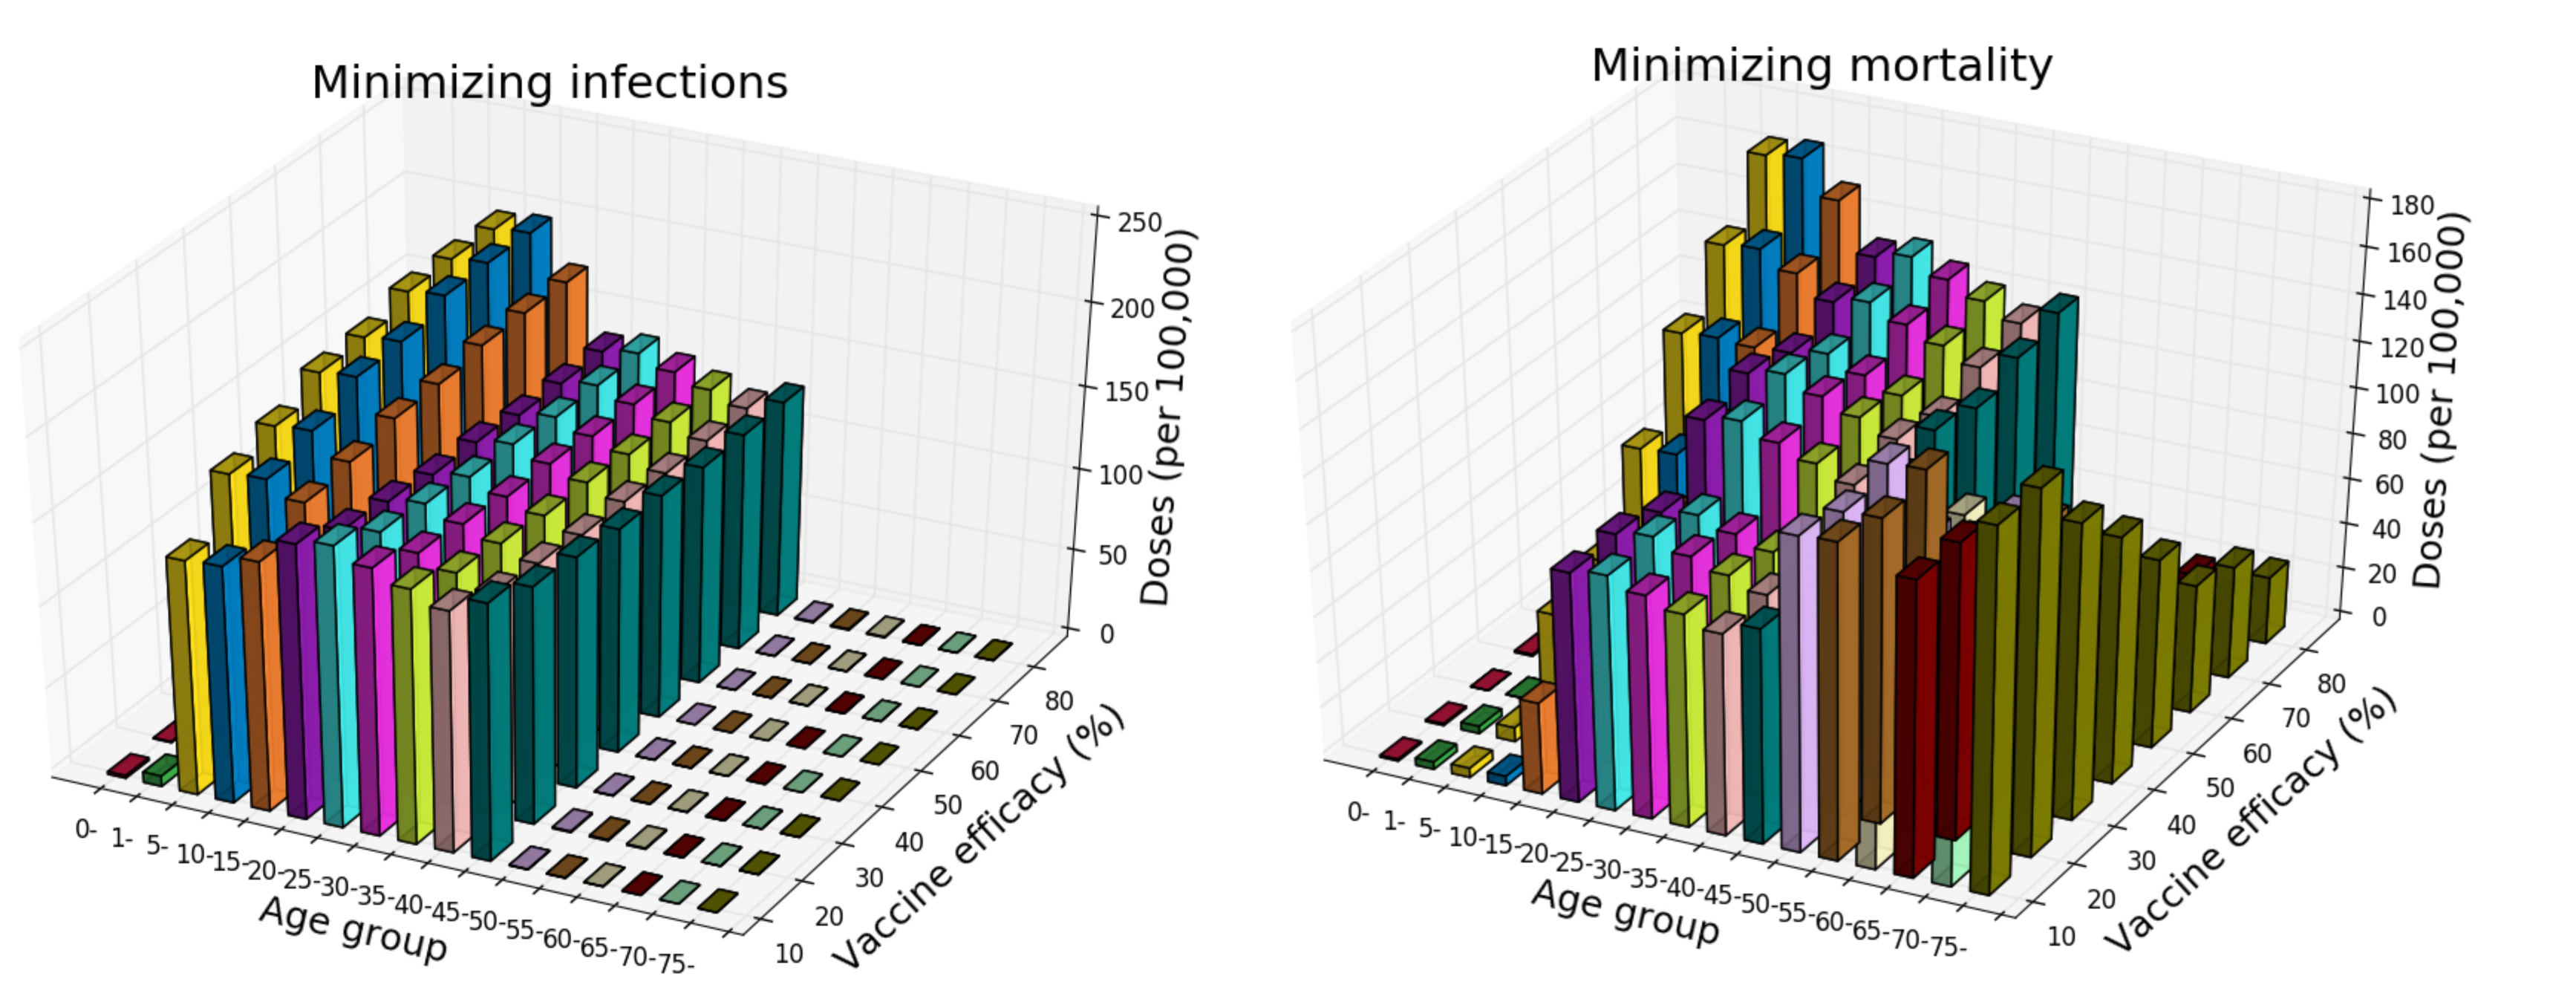 Minimizing infections
250
200
150
100
50
0
Doses (per 100,000)
0- 1- 5- 10- 15- 20- 25- 30- 35- 40- 45- 50- 55- 60- 65- 70- 75-
Age group
10 20 30 40 50 60 70 80
Vaccine efficacy (%)
Minimizing mortality
180
160
140
120
100
80
60
40
20
0
Doses (per 100,000)
0- 1- 5- 10- 15- 20- 25- 30- 35- 40- 45- 50- 55- 60- 65- 70- 75-
Age group
10 20 30 40 50 60 70 80
Vaccine efficacy (%)